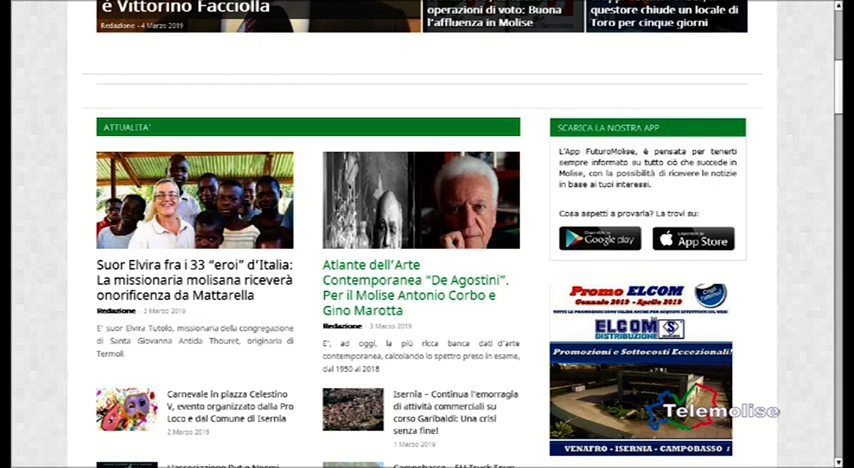 è Vittorino Facciolla
Redazione - 4 Marzo 2019
operazioni di voto: Buona
l'affluenza in Molise
questore chiude un locale di
Toro per cinque giorni
ATTUALITA'
Suor Elvira fra i 33 "eroi" d'Italia:
La missionaria molisana riceverà
onorificenza da Mattarella
Redazione - 3 Marzo 2019
E' suor Elvira Tutolo, missionaria della congregazione
di Santa Giovanna Antida Thouret, originaria di
Termoli
Atlante dell'Arte
Contemporanea "De Agostini".
Per il Molise Antonio Corbo e
Gino Marotta
Redazione - 3 Marzo 2019
E', ad oggi, la più ricca banca dati d'arte
contemporanea, calcolando lo spettro preso in esame,
dal 1950 al 2018
Carnevale in piazza Celestino
V, evento organizzato dalla Pro
Loco e dal Comune di Isernia
2 Marzo 2019
Isernia – Continua l'emorragia
di attività commerciali su
corso Garibaldi: Una crisi
senza fine!
1 Marzo 2019
SCARICA LA NOSTRA APP
L'App FuturoMolise, è pensata per tenerti
sempre informato su tutto ciò che succede in
Molise, con la possibilità di ricevere le notizie
in base ai tuoi interessi.
Cosa aspetti a provarla? La trovi su:
Google play
App Store
Promo ELCOM
Gennaio 2019 - Aprile 2019
ELCOM
DISTRIBUZIONE
Promozioni e Sottocosti Eccezionali!
Telemolise
VENAFRO - ISERNIA - CAMPOBASSO